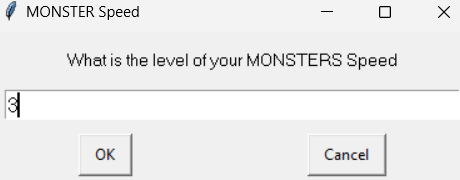 MONSTER Speed
What is the level of your MONSTERS Speed
3
OK Cancel